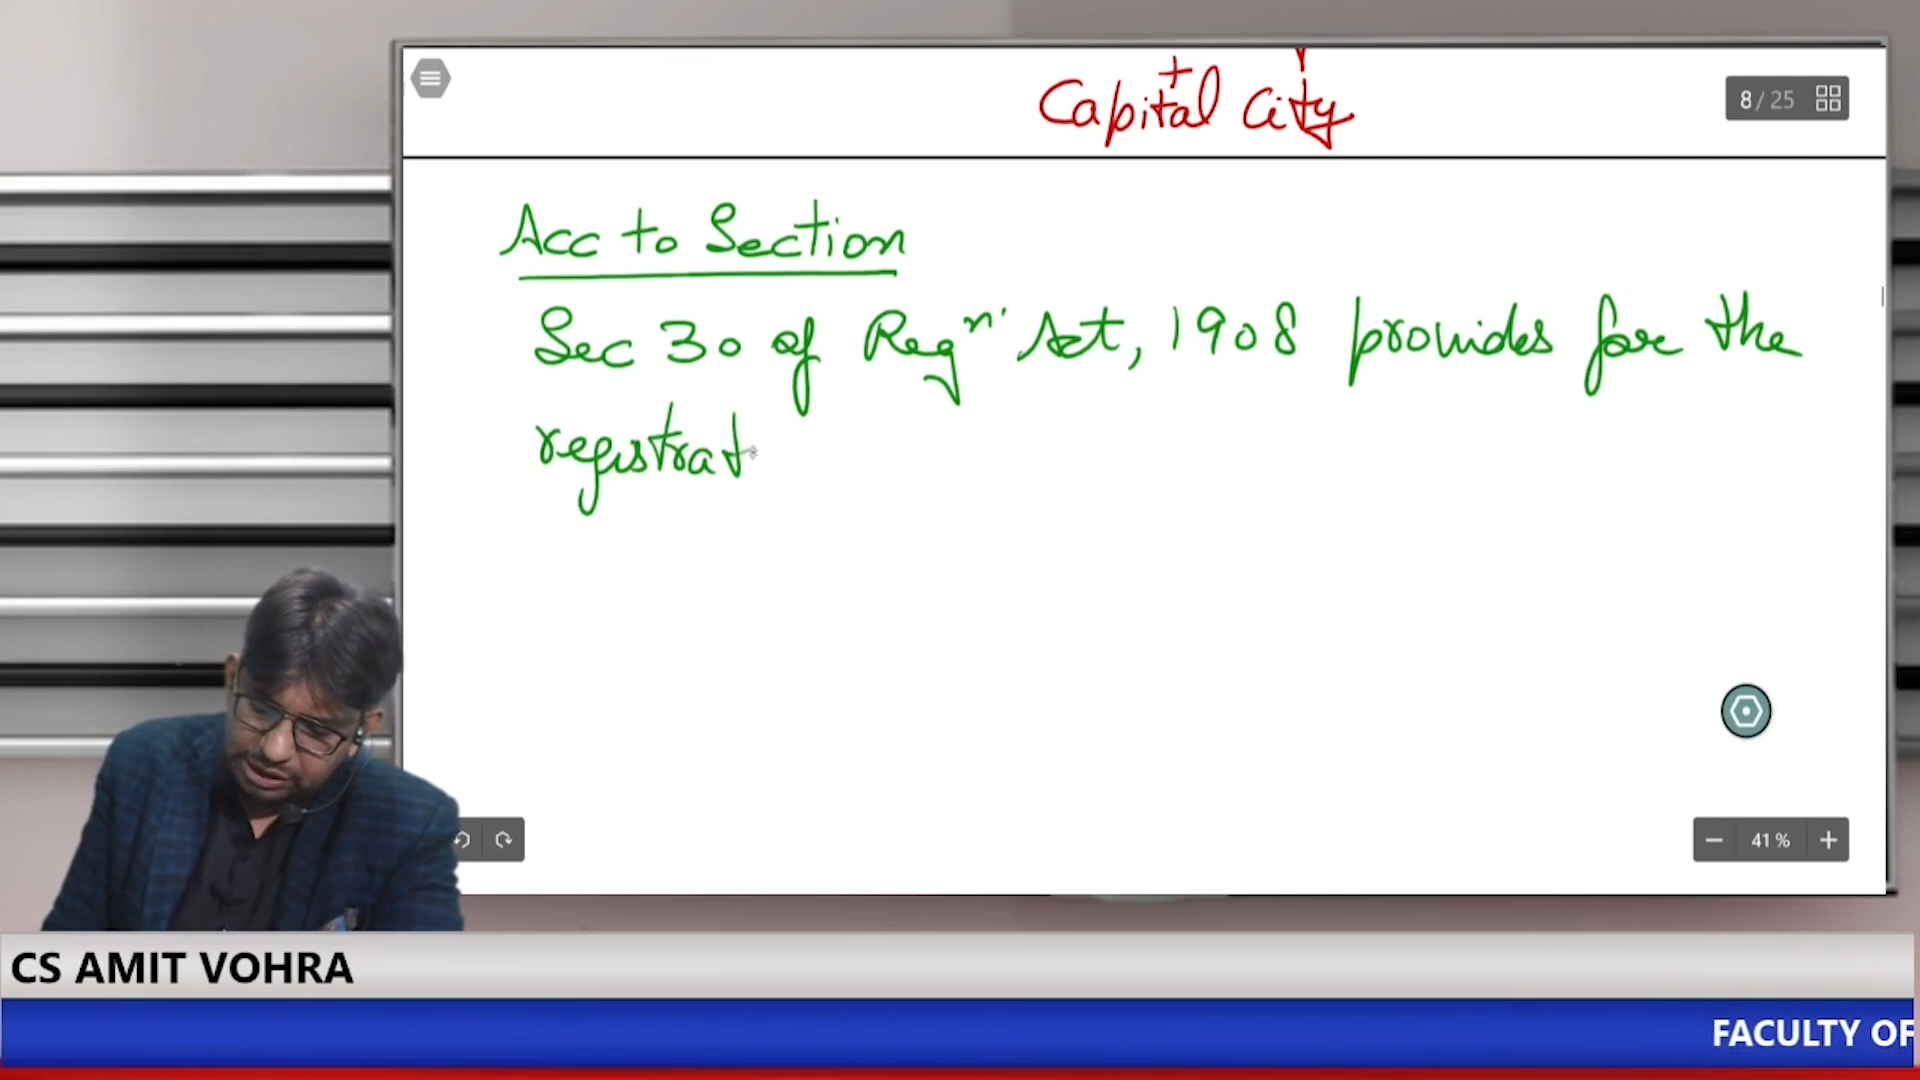 Capital City
8 / 25
Acc to Section
Sec 30 of Regn. Act, 1908 provides for the
registrat
41 %
CS AMIT VOHRA
FACULTY OF